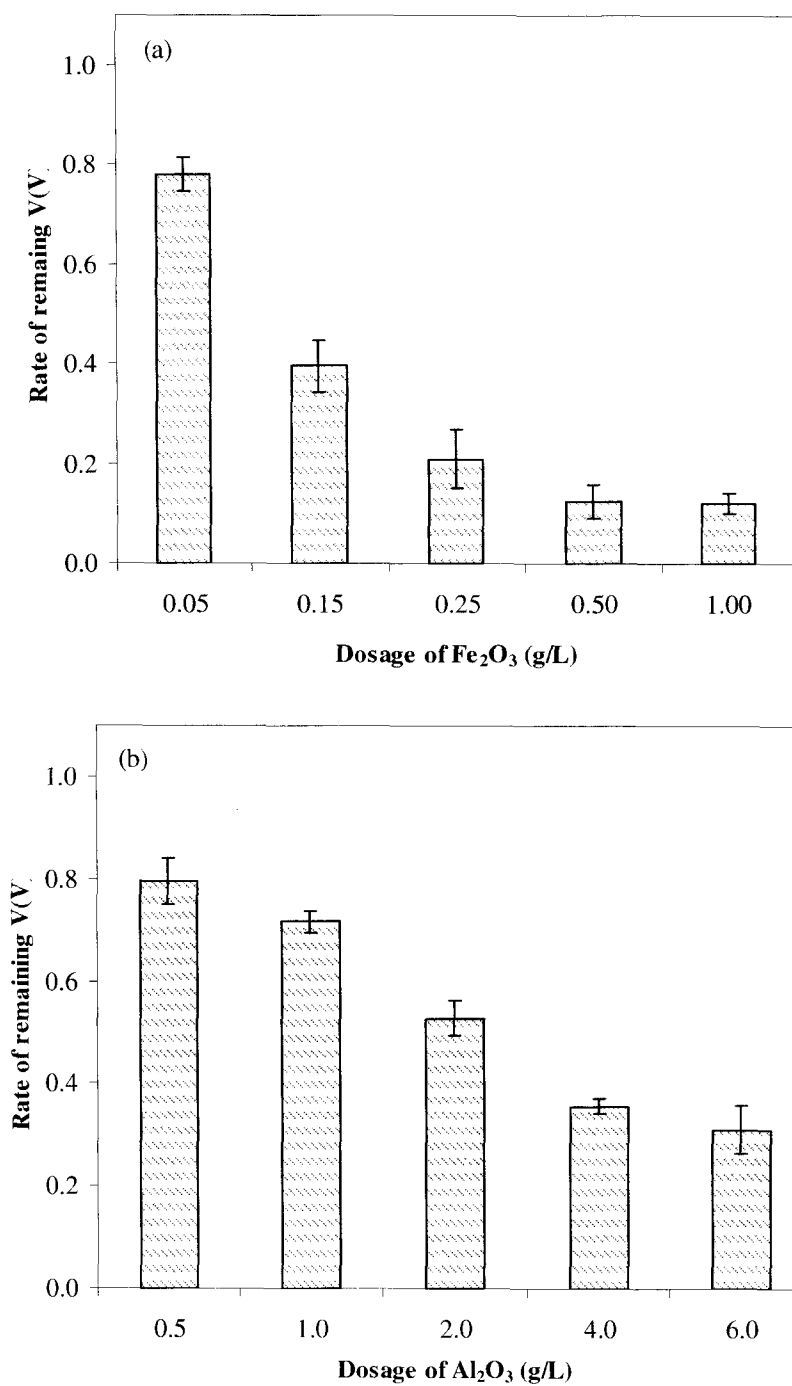 (a)
1.0
0.8
0.6
0.4
0.2
0.0
Rate of remaing V(V
0.05 0.15 0.25 0.50 1.00
Dosage of Fe₂O₃ (g/L)
(b)
1.0
0.8
0.6
0.4
0.2
0.0
Rate of remaining V(V
0.5 1.0 2.0 4.0 6.0
Dosage of Al₂O₃ (g/L)